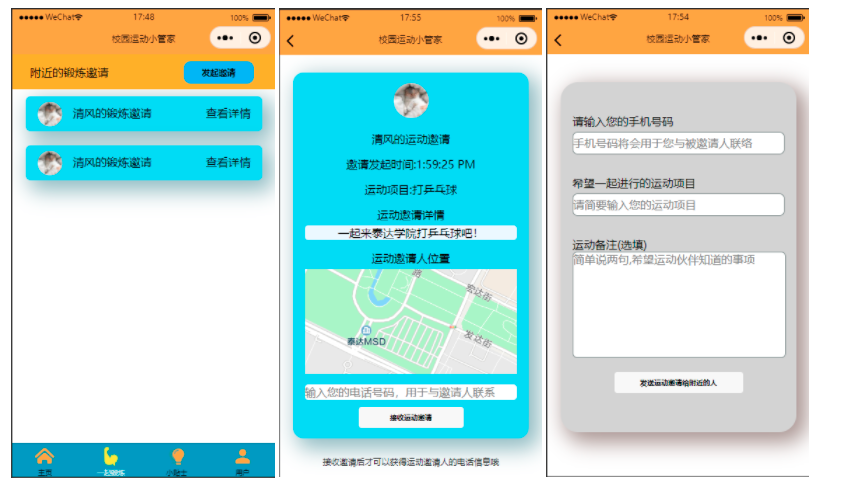 ●●●●● WeChat 17:48 100%
校园运动小管家
附近的锻炼邀请 发起邀请
清风的锻炼邀请 查看详情
清风的锻炼邀请 查看详情
主页 一起锻炼 小贴士 用户
●●●●● WeChat 17:55 100%
校园运动小管家
清风的运动邀请
邀请发起时间:1:59:25 PM
运动项目:打乒乓球
运动邀请详情
一起来泰达学院打乒乓球吧!
运动邀请人位置
路
宏达街
发达街
泰达MSD
输入您的电话号码，用于与邀请人联系
接收运动邀请
接收邀请后才可以获得运动邀请人的电话信息哦
●●●●● WeChat 17:54 100%
校园运动小管家
请输入您的手机号码
手机号码将会用于您与被邀请人联络
希望一起进行的运动项目
请简要输入您的运动项目
运动备注(选填)
简单说两句,希望运动伙伴知道的事项
发送运动邀请给附近的人